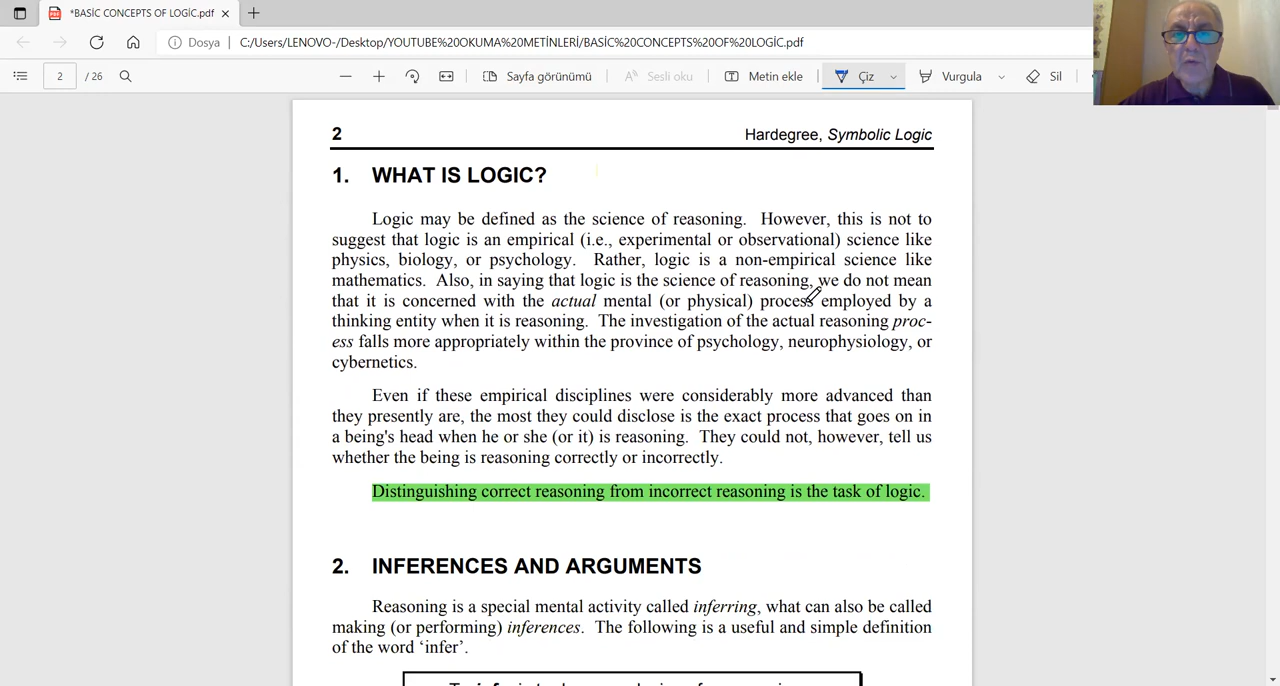 *BASİC CONCEPTS OF LOGİC.pdf
Dosya
C:/Users/LENOVO-/Desktop/YOUTUBE%20OKUMA%20METİNLERİ/BASİC%20CONCEPTS%20OF%20LOGİC.pdf
2 / 26
Sayfa görünümü
Sesli oku
Metin ekle
Çiz
Vurgula
Sil
2
Hardegree, Symbolic Logic
1. WHAT IS LOGIC?
Logic may be defined as the science of reasoning. However, this is not to
suggest that logic is an empirical (i.e., experimental or observational) science like
physics, biology, or psychology. Rather, logic is a non-empirical science like
mathematics. Also, in saying that logic is the science of reasoning, we do not mean
that it is concerned with the actual mental (or physical) process employed by a
thinking entity when it is reasoning. The investigation of the actual reasoning proc-
ess falls more appropriately within the province of psychology, neurophysiology, or
cybernetics.
Even if these empirical disciplines were considerably more advanced than
they presently are, the most they could disclose is the exact process that goes on in
a being's head when he or she (or it) is reasoning. They could not, however, tell us
whether the being is reasoning correctly or incorrectly.
Distinguishing correct reasoning from incorrect reasoning is the task of logic.
2. INFERENCES AND ARGUMENTS
Reasoning is a special mental activity called inferring, what can also be called
making (or performing) inferences. The following is a useful and simple definition
of the word ‘infer’.